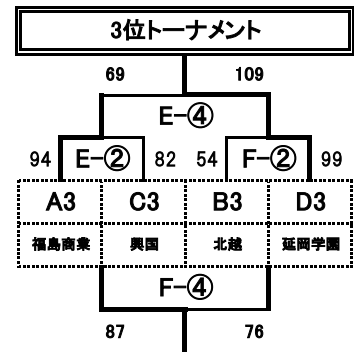 3位トーナメント
69 109
E-④
94 E-② 82 54 F-② 99
A3 C3 B3 D3
福島商業 興国 北越 延岡学園
F-④
87 76